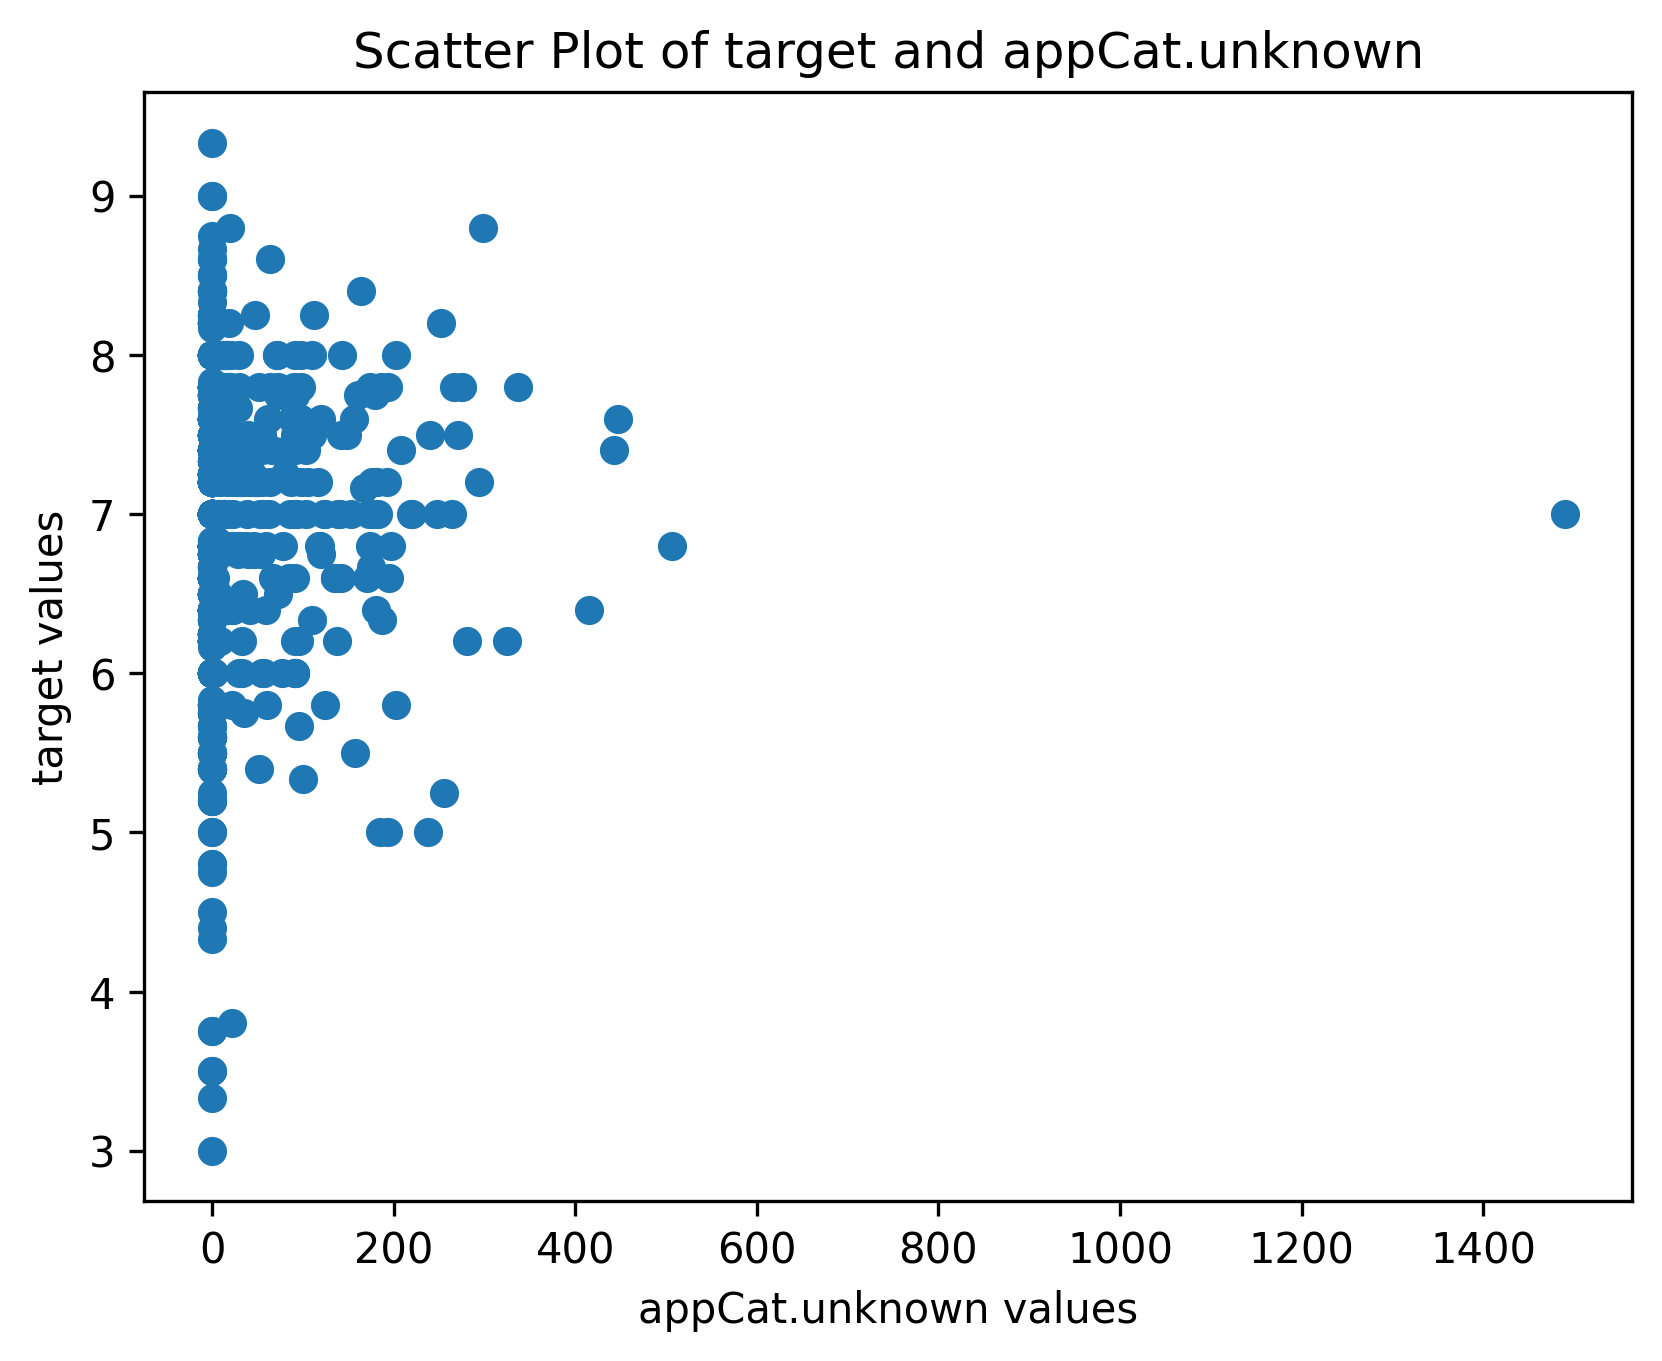 Scatter Plot of target and appCat.unknown
target values
9
8
7
6
5
4
3
0 200 400 600 800 1000 1200 1400
appCat.unknown values